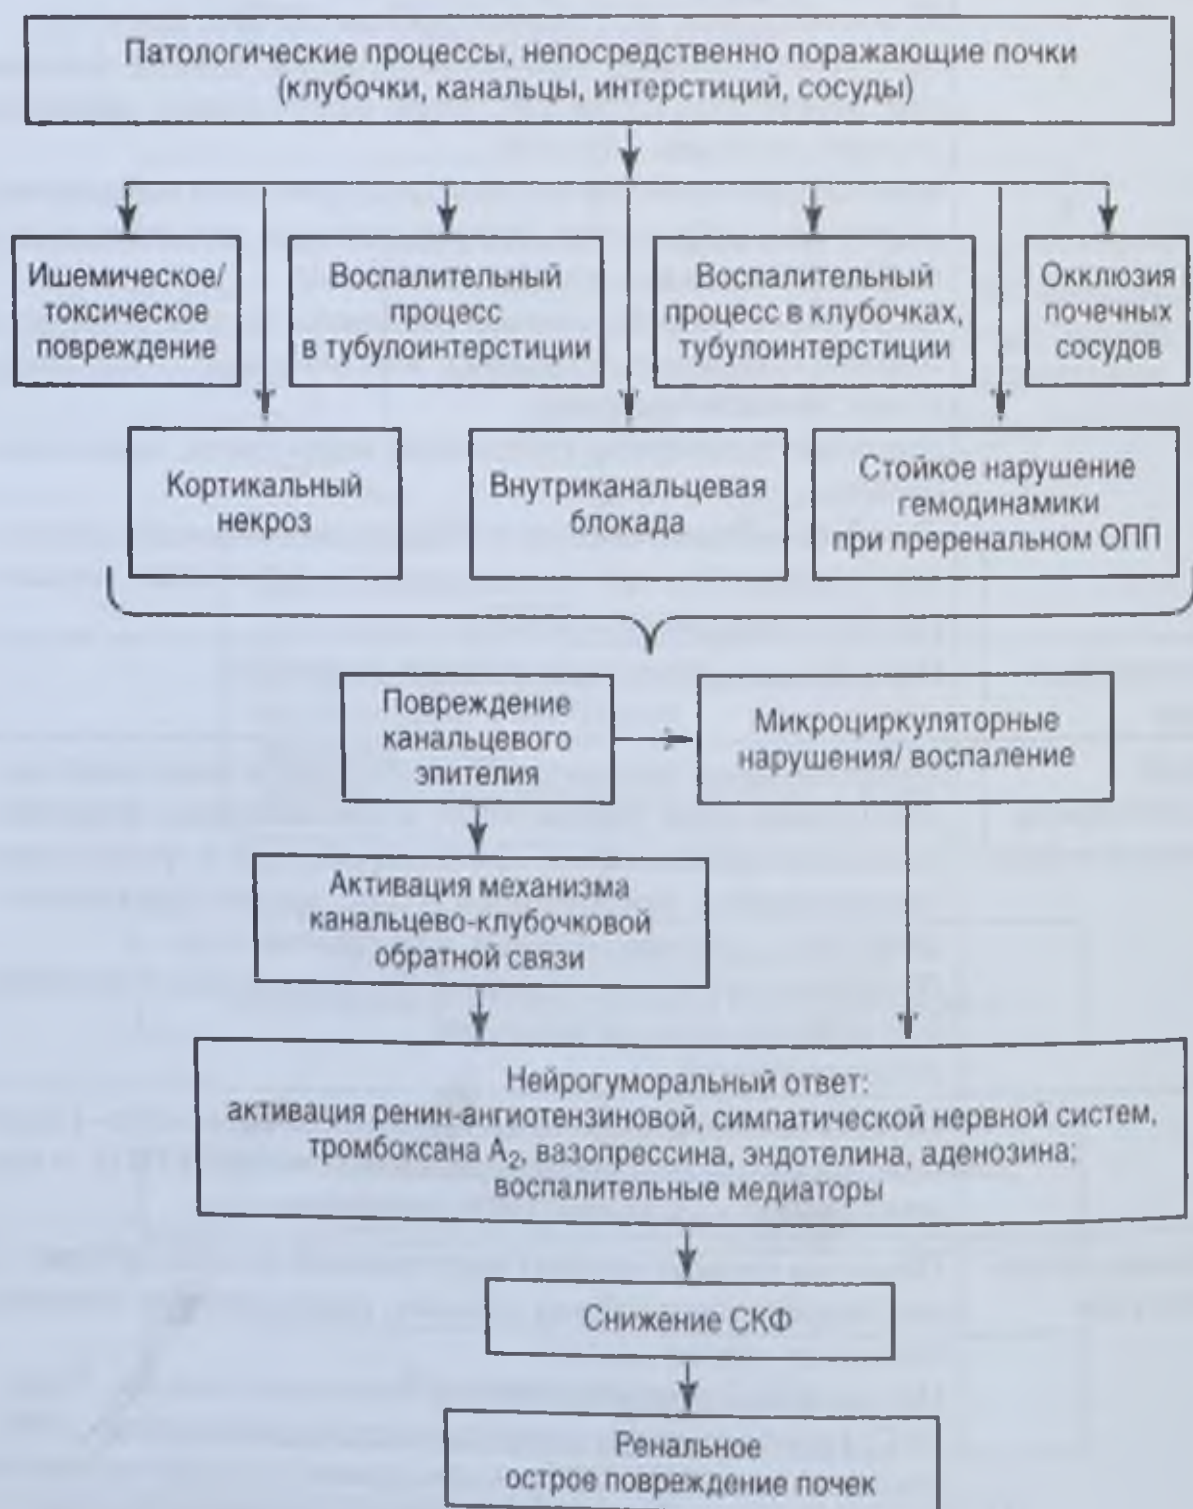 Патологические процессы, непосредственно поражающие почки
(клубочки, канальцы, интерстиций, сосуды)
Ишемическое/
токсическое
повреждение
Воспалительный
процесс
в тубулоинтерстиции
Воспалительный
процесс в клубочках,
тубулоинтерстиции
Окклюзия
почечных
сосудов
Кортикальный
некроз
Внутриканальцевая
блокада
Стойкое нарушение
гемодинамики
при преренальном ОПП
Повреждение
канальцевого
эпителия
Микроциркуляторные
нарушения/ воспаление
Активация механизма
канальцево-клубочковой
обратной связи
Нейрогуморальный ответ:
активация ренин-ангиотензиновой, симпатической нервной систем,
тромбоксана A₂, вазопрессина, эндотелина, аденозина;
воспалительные медиаторы
Снижение СКФ
Ренальное
острое повреждение почек